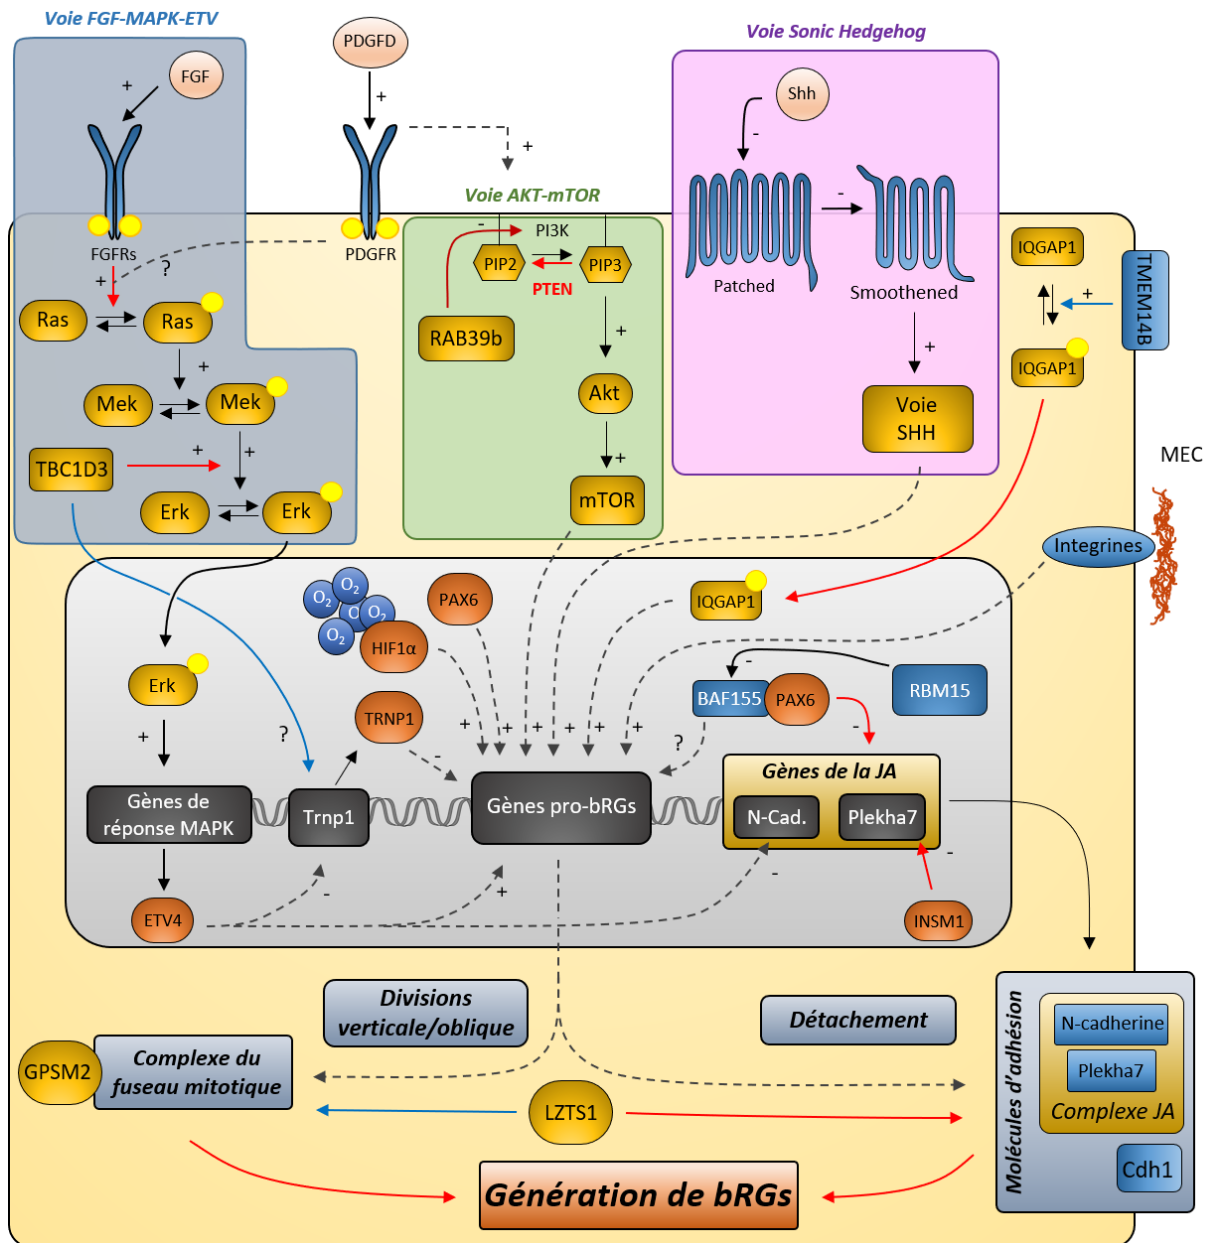 Voie FGF-MAPK-ETV
FGF
+
FGFRs
+
?
Ras
Ras
+
Mek
Mek
+
+
TBC1D3
Erk
Erk
PDGFD
+
PDGFR
+
Voie AKT-mTOR
-
PI3K
PIP2
PIP3
PTEN
RAB39b
+
Akt
+
mTOR
Voie Sonic Hedgehog
Shh
-
-
Patched
Smoothened
+
Voie
SHH
IQGAP1
+
TMEM14B
IQGAP1
MEC
Integrines
O2
O2
O
O2
O2
HIF1α
PAX6
IQGAP1
Erk
+
?
TRNP1
-
+
+
+
+
+
+
-
BAF155
PAX6
RBM15
?
-
Gènes de
réponse MAPK
Trnp1
Gènes pro-bRGs
Gènes de la JA
N-Cad.
Plekha7
-
+
-
-
ETV4
INSM1
Divisions
verticale/oblique
Détachement
GPSM2
Complexe du
fuseau mitotique
LZTS1
Molécules d'adhésion
N-cadherine
Plekha7
Complexe JA
Cdh1
Génération de bRGs